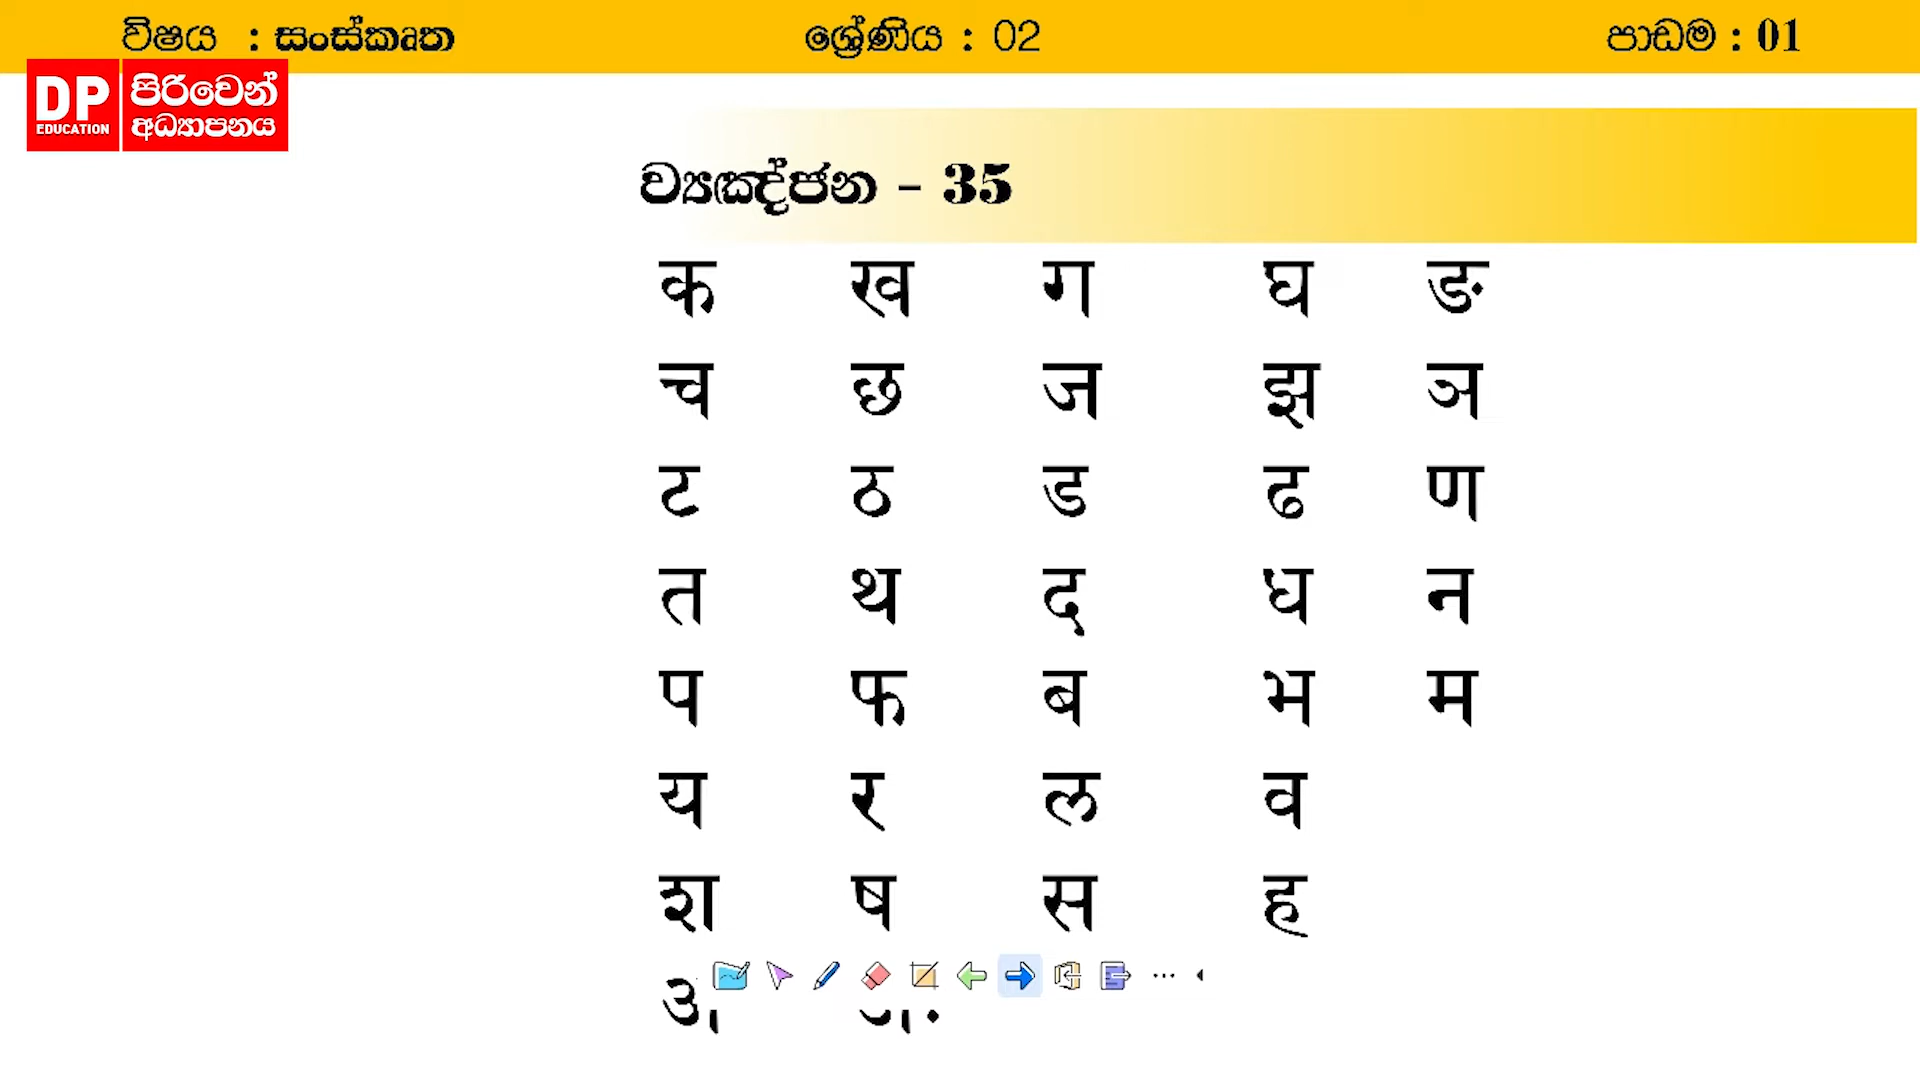 විෂය : සංස්කෘත ශ්‍රේණිය : 02 පාඩම : 01
DP EDUCATION
පිරිවෙන්
අධ්‍යාපනය
ව්‍යඤ්ජන - 35
क ख ग घ ङ
च छ ज झ ञ
ट ठ ड ढ ण
त थ द ध न
प फ ब भ म
य र ल व
श ष स ह